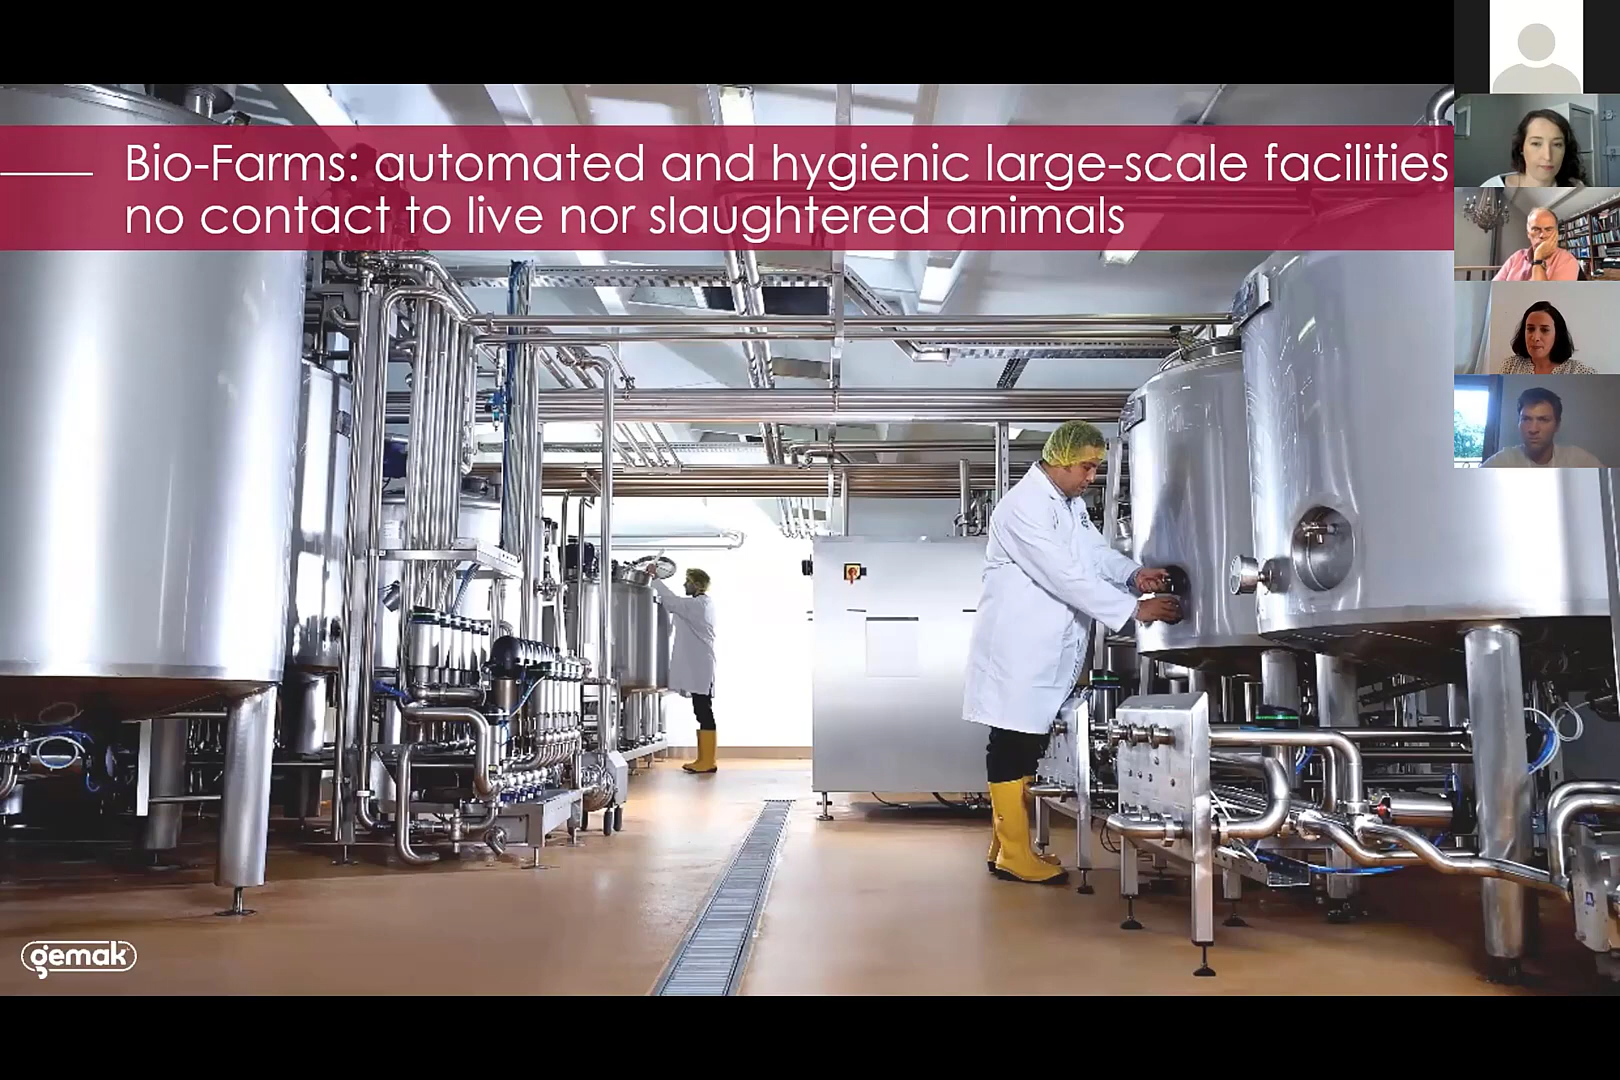 Bio-Farms: automated and hygienic large-scale facilities
no contact to live nor slaughtered animals
gemak